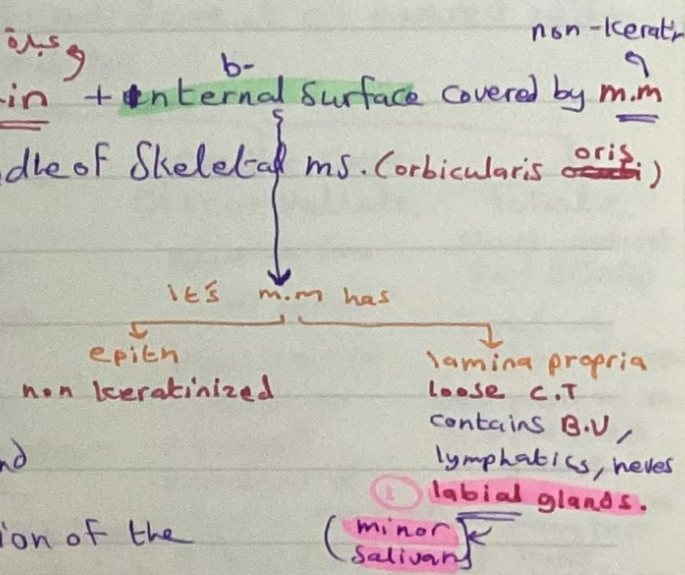 non-kerati
و عبارة
b-
in + internal surface covered by m.m
dle of Skeletal ms. (orbicularis oris)
It's m.m has
epith
lamina propria
non keratinized
loose C.T
contains B.V,
lymphatics, neves
nd
① labial glands.
ion of the
(minor
salivary)